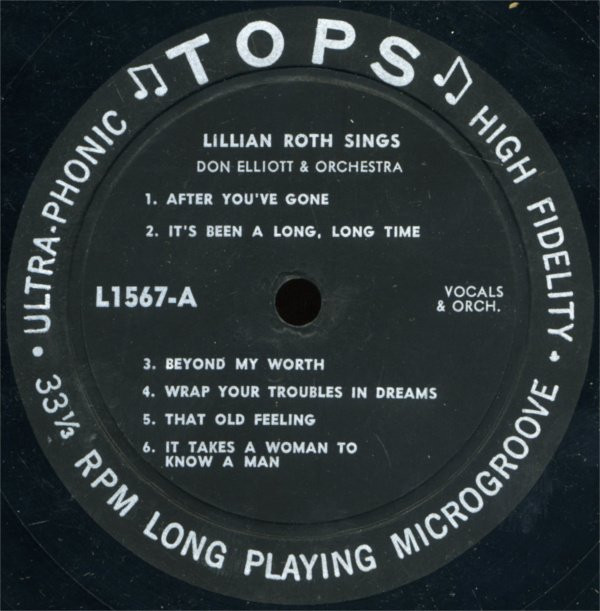 TOPS
ULTRA-PHONIC
HIGH FIDELITY
LILLIAN ROTH SINGS
DON ELLIOTT & ORCHESTRA
1. AFTER YOU'VE GONE
2. IT'S BEEN A LONG, LONG TIME
L1567-A
VOCALS
& ORCH.
3. BEYOND MY WORTH
4. WRAP YOUR TROUBLES IN DREAMS
5. THAT OLD FEELING
6. IT TAKES A WOMAN TO
KNOW A MAN
33⅓ RPM LONG PLAYING MICROGROOVE